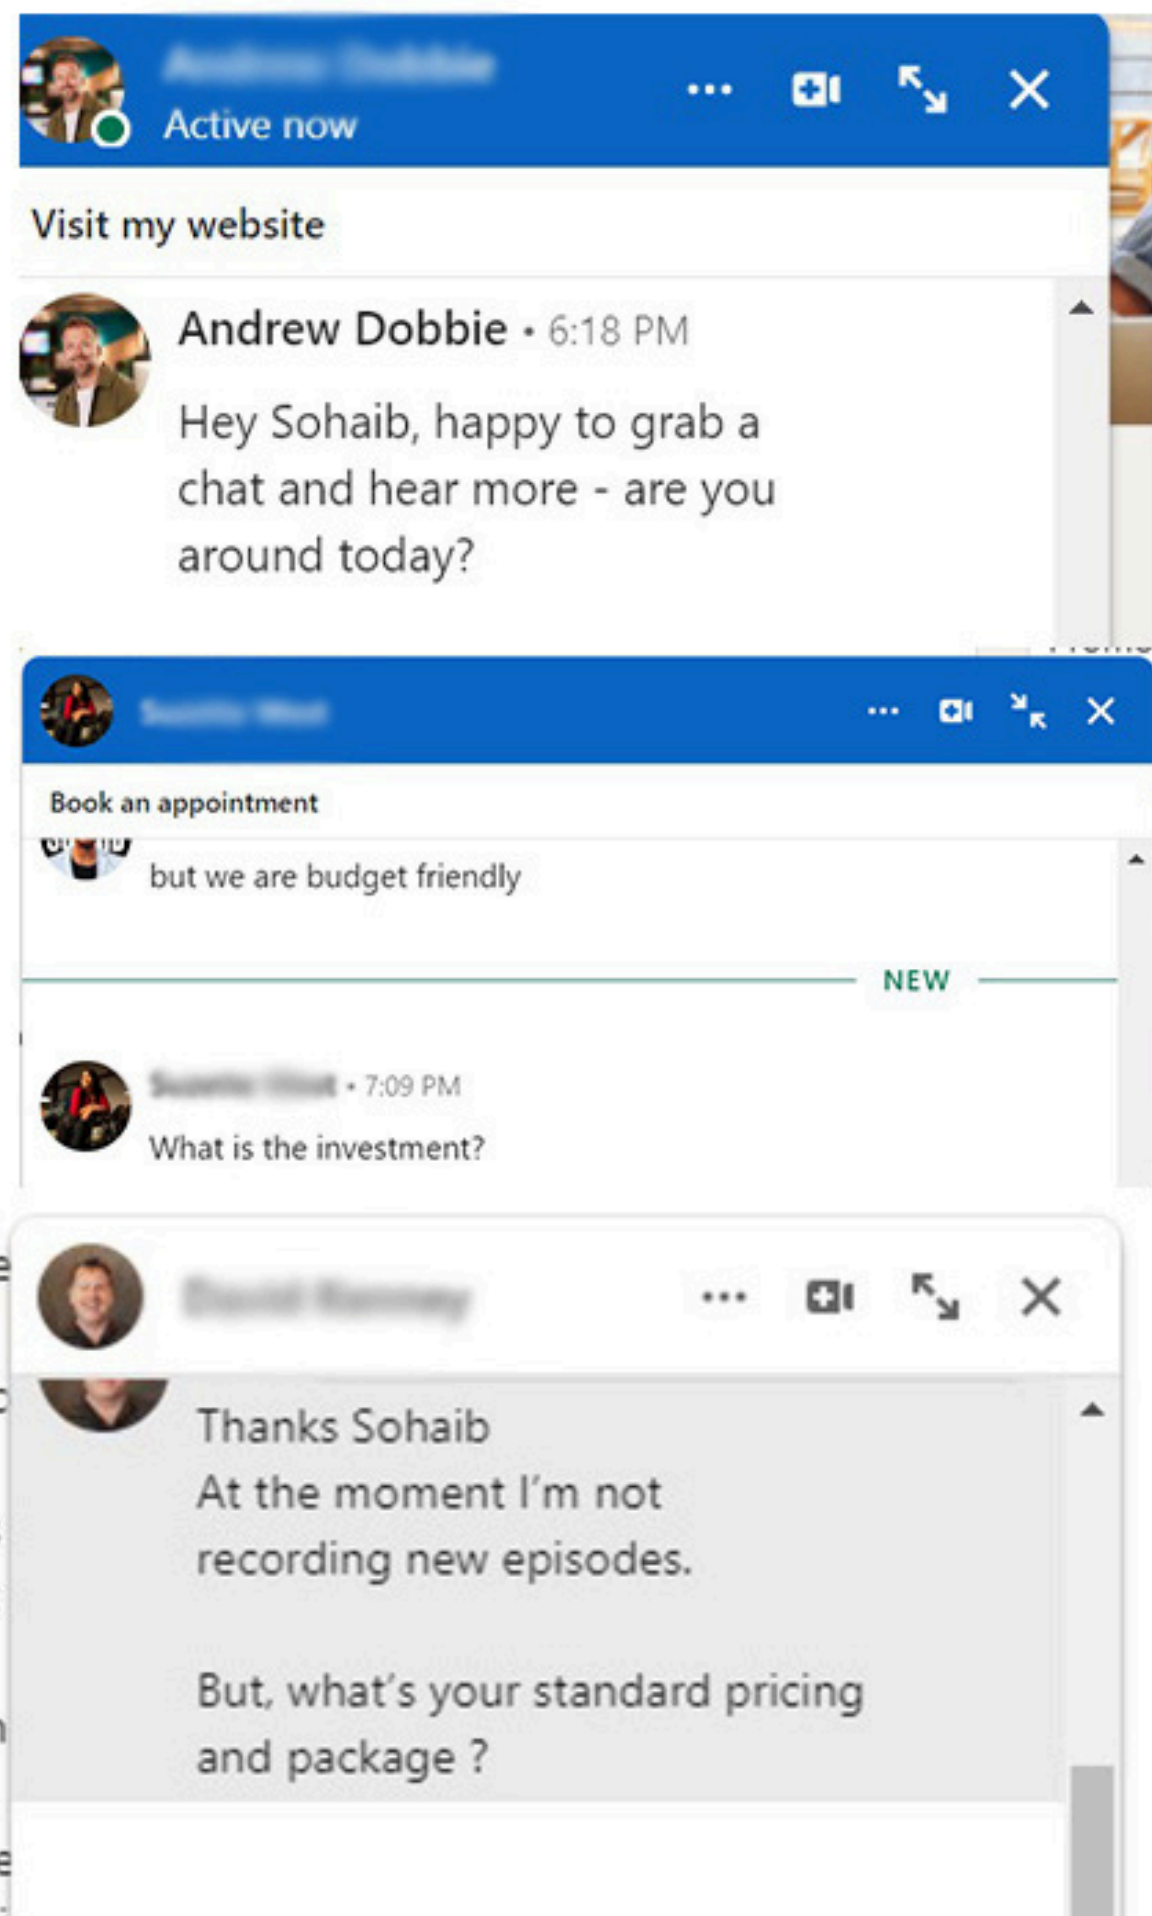 Active now
Visit my website
Andrew Dobbie • 6:18 PM
Hey Sohaib, happy to grab a
chat and hear more - are you
around today?
Book an appointment
but we are budget friendly
NEW
• 7:09 PM
What is the investment?
Thanks Sohaib
At the moment I'm not
recording new episodes.
But, what's your standard pricing
and package ?